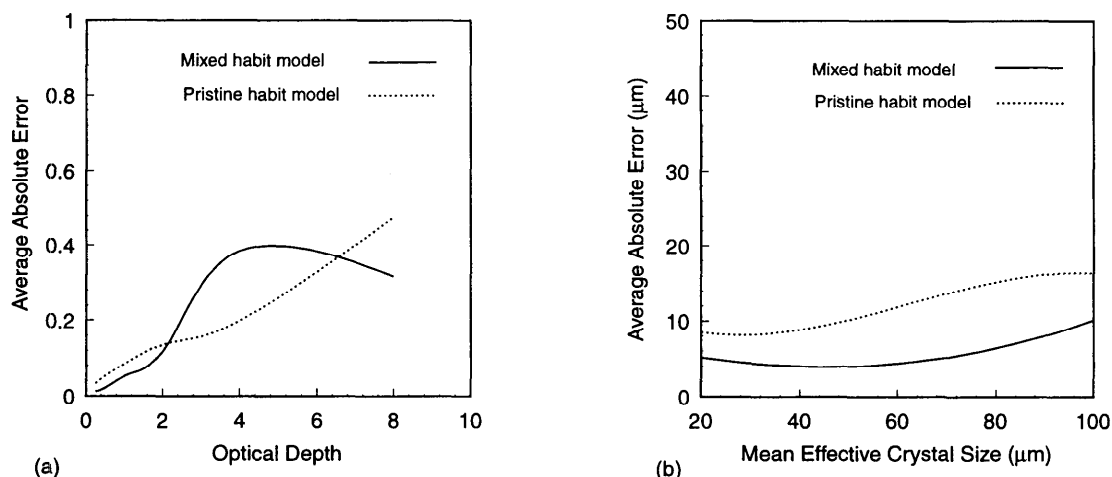 1
0.8
0.6
0.4
0.2
0
Average Absolute Error
Mixed habit model
Pristine habit model
0 2 4 6 8 10
Optical Depth
(a)
50
40
30
20
10
0
Average Absolute Error (μm)
Mixed habit model
Pristine habit model
20 40 60 80 100
Mean Effective Crystal Size (μm)
(b)